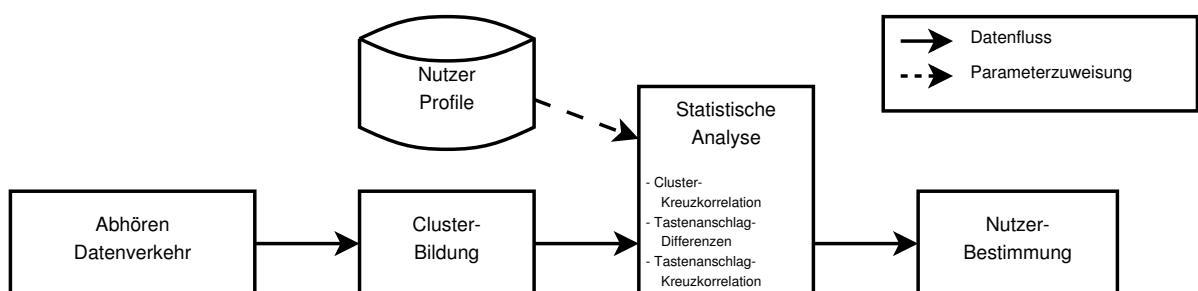 Nutzer
Profile
Datenfluss
Parameterzuweisung
Statistische
Analyse
- Cluster-
Kreuzkorrelation
- Tastenanschlag-
Differenzen
- Tastenanschlag-
Kreuzkorrelation
Abhören
Datenverkehr
Cluster-
Bildung
Nutzer-
Bestimmung